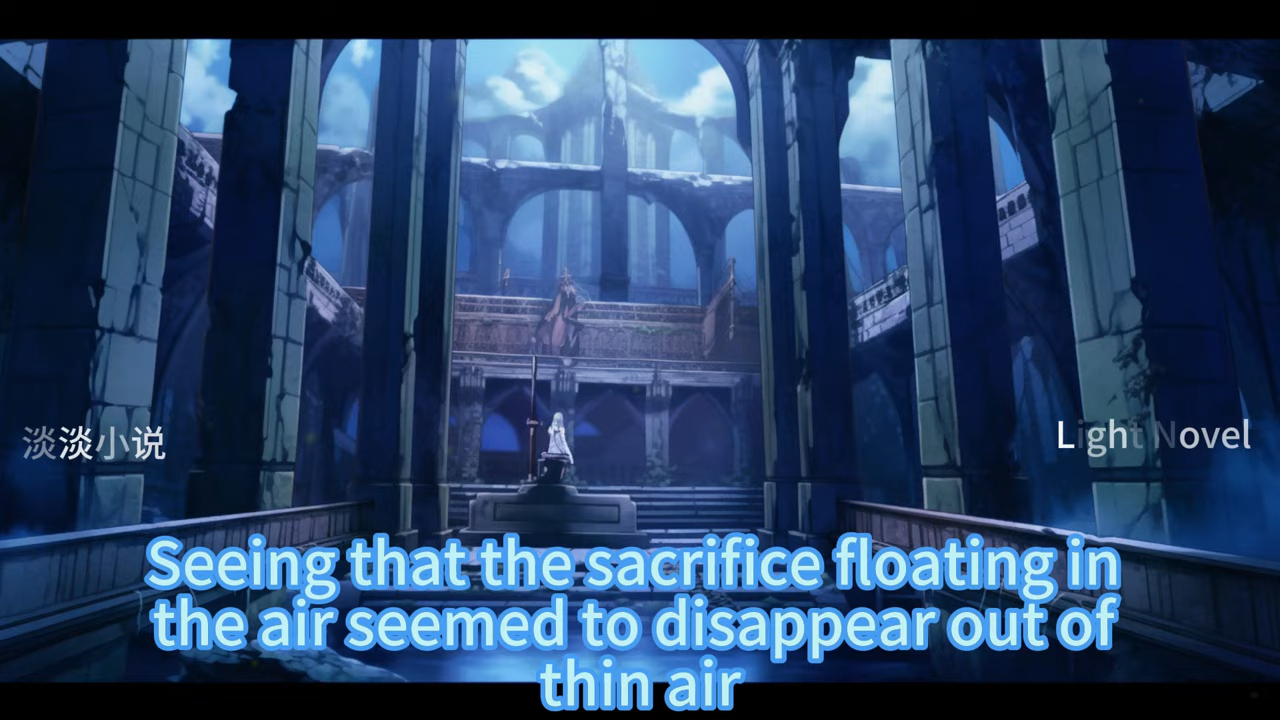 淡淡小说
Light Novel
Seeing that the sacrifice floating in
the air seemed to disappear out of
thin air